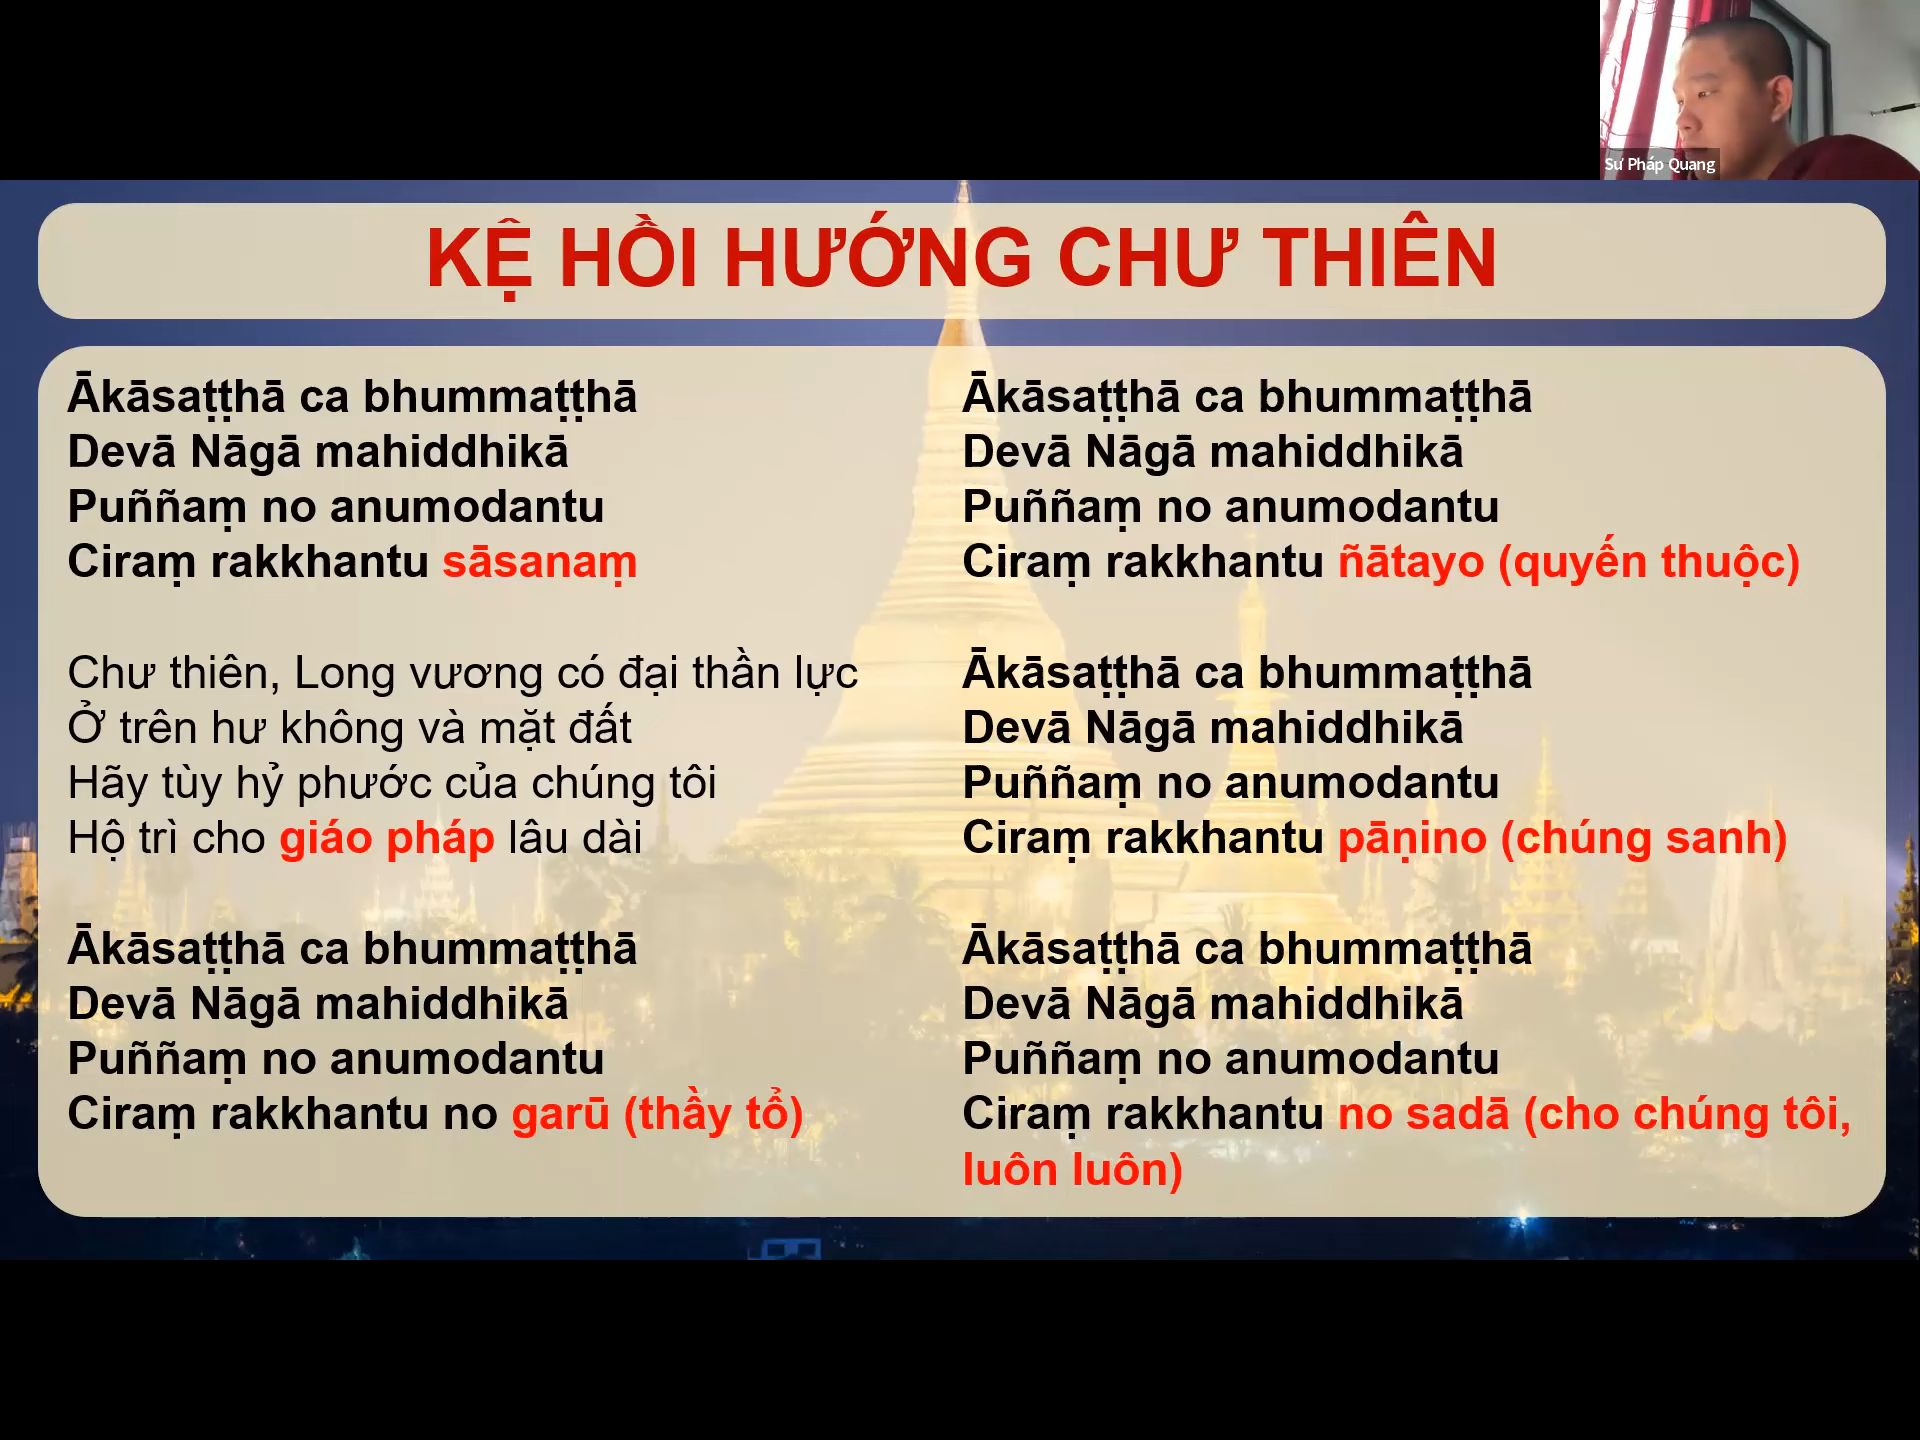 Sư Pháp Quang
KỆ HỒI HƯỚNG CHƯ THIÊN
Ākāsaṭṭhā ca bhummaṭṭhā
Devā Nāgā mahiddhikā
Puññaṃ no anumodantu
Ciraṃ rakkhantu sāsanaṃ
Chư thiên, Long vương có đại thần lực
Ở trên hư không và mặt đất
Hãy tùy hỷ phước của chúng tôi
Hộ trì cho giáo pháp lâu dài
Ākāsaṭṭhā ca bhummaṭṭhā
Devā Nāgā mahiddhikā
Puññaṃ no anumodantu
Ciraṃ rakkhantu no garū (thầy tổ)
Ākāsaṭṭhā ca bhummaṭṭhā
Devā Nāgā mahiddhikā
Puññaṃ no anumodantu
Ciraṃ rakkhantu ñātayo (quyến thuộc)
Ākāsaṭṭhā ca bhummaṭṭhā
Devā Nāgā mahiddhikā
Puññaṃ no anumodantu
Ciraṃ rakkhantu pāṇino (chúng sanh)
Ākāsaṭṭhā ca bhummaṭṭhā
Devā Nāgā mahiddhikā
Puññaṃ no anumodantu
Ciraṃ rakkhantu no sadā (cho chúng tôi,
luôn luôn)